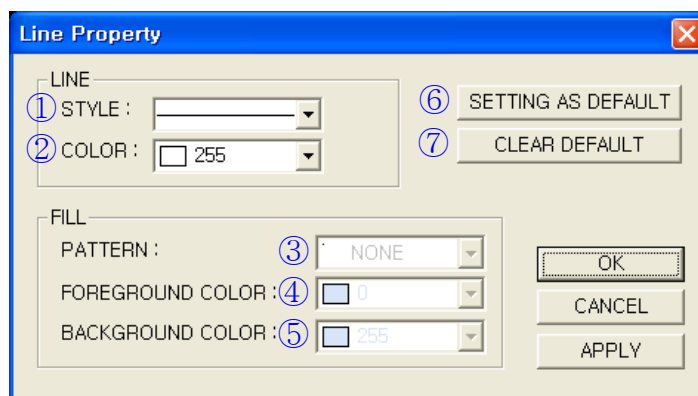 Line Property
LINE
① STYLE :
② COLOR : 255
⑥ SETTING AS DEFAULT
⑦ CLEAR DEFAULT
FILL
PATTERN : ③ NONE
FOREGROUND COLOR : ④ 0
BACKGROUND COLOR : ⑤ 255
OK
CANCEL
APPLY